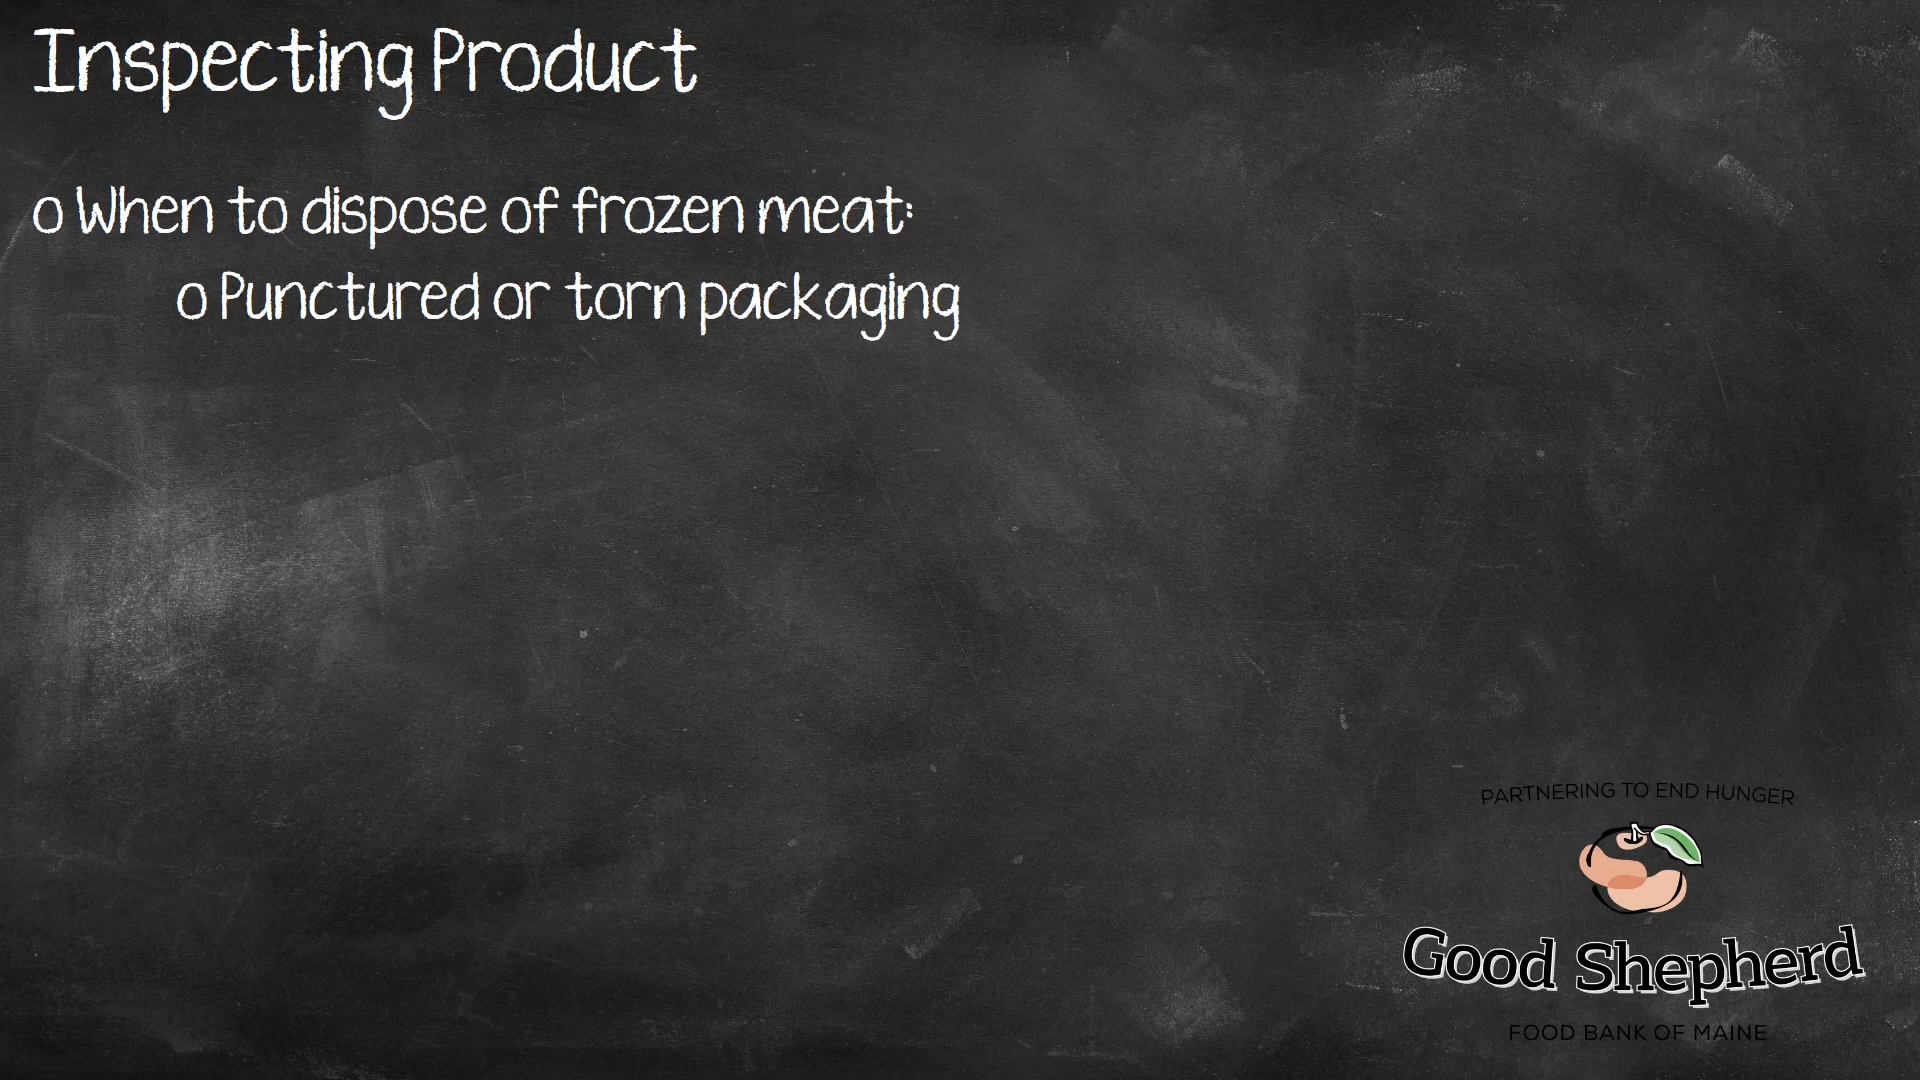 Inspecting Product
o When to dispose of frozen meat:
o Punctured or torn packaging
PARTNERING TO END HUNGER
Good Shepherd
FOOD BANK OF MAINE